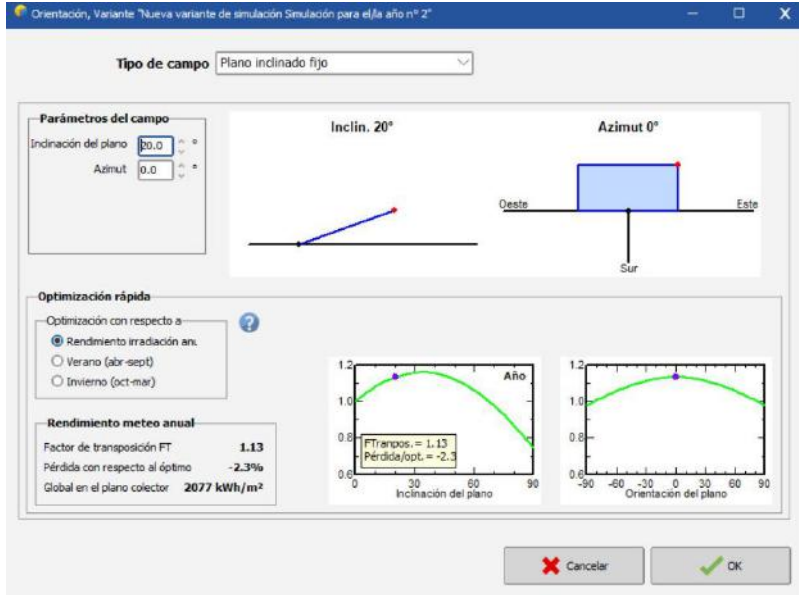 Orientación, Variante "Nueva variante de simulación Simulación para el/la año nº 2"
Tipo de campo Plano inclinado fijo
Parámetros del campo
Inclinación del plano 20.0 °
Azimut 0.0 °
Inclin. 20°
Azimut 0°
Oeste
Este
Sur
Optimización rápida
Optimización con respecto a
Rendimiento irradiación anu.
Verano (abr-sept)
Invierno (oct-mar)
?
Rendimiento meteo anual
Factor de transposición FT 1.13
Pérdida con respecto al óptimo -2.3%
Global en el plano colector 2077 kWh/m²
1.2
1.0
0.8
0.6
Año
FTranpos.= 1.13
Pérdida/opt.= -2.3
0 30 60 90
Inclinación del plano
1.2
1.0
0.8
0.6
-90 -60 -30 0 30 60 90
Orientación del plano
Cancelar
OK